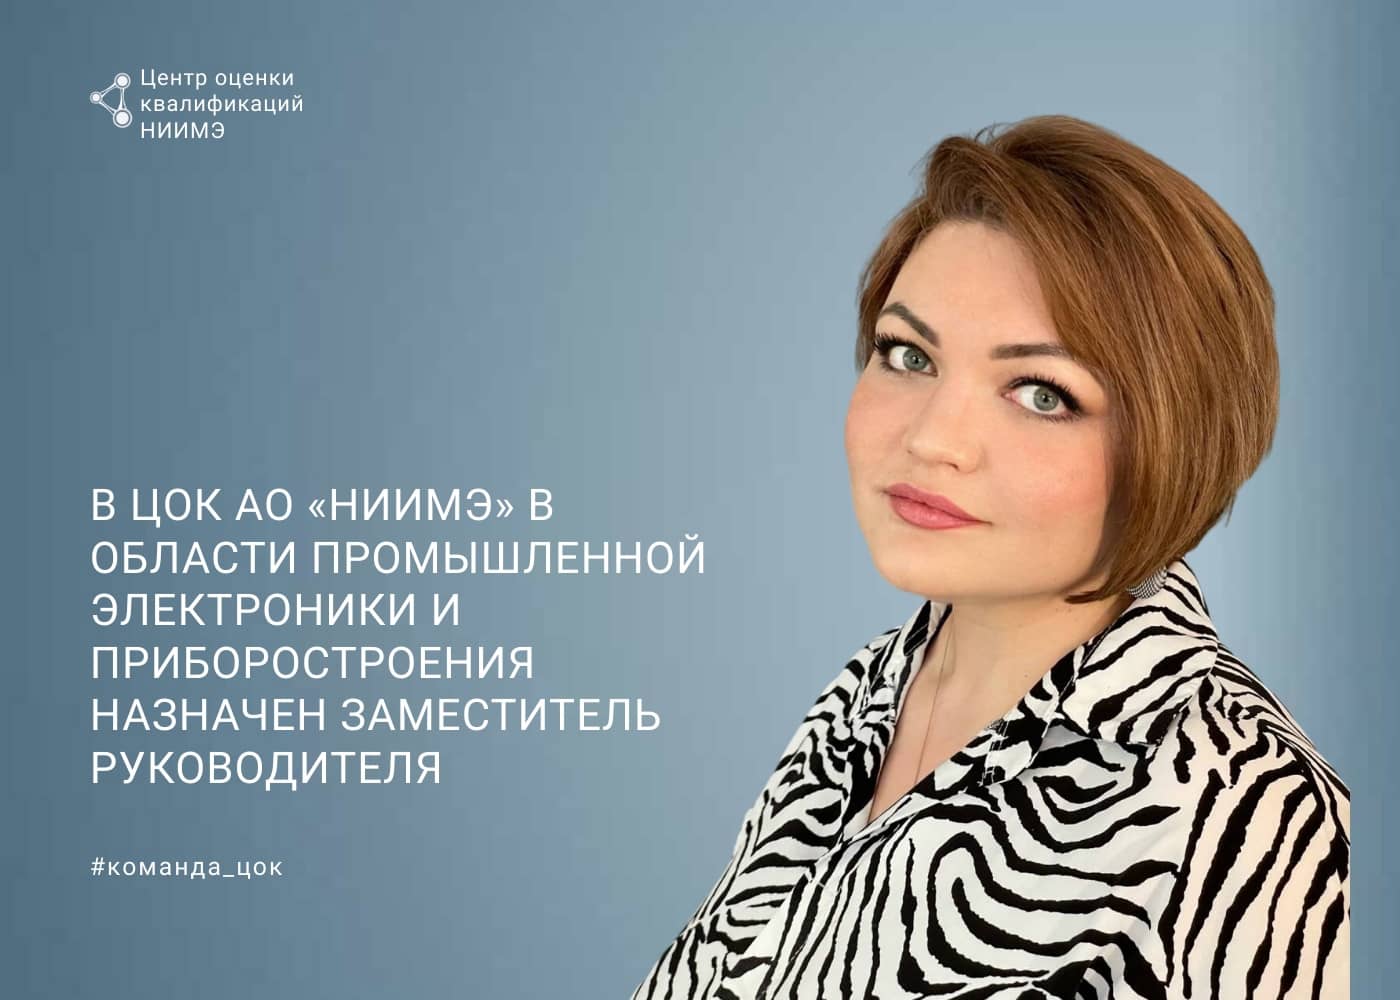 Центр оценки
квалификаций
НИИМЭ
В ЦОК АО «НИИМЭ» В
ОБЛАСТИ ПРОМЫШЛЕННОЙ
ЭЛЕКТРОНИКИ И
ПРИБОРОСТРОЕНИЯ
НАЗНАЧЕН ЗАМЕСТИТЕЛЬ
РУКОВОДИТЕЛЯ
#команда_цок